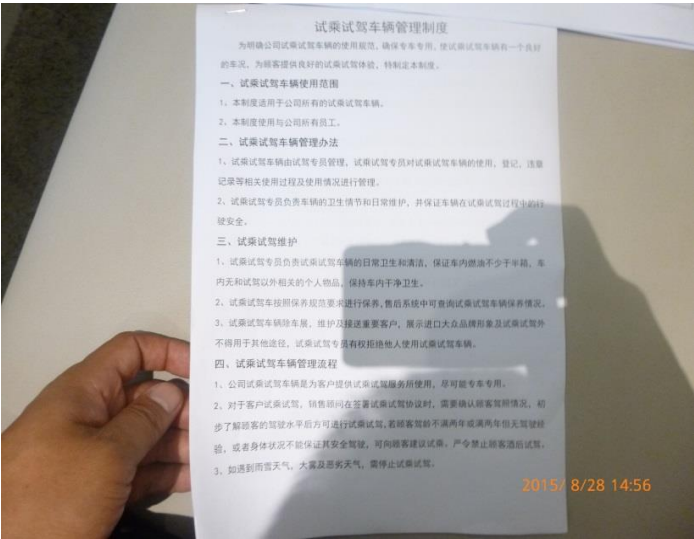 试乘试驾车辆管理制度
为明确公司试乘试驾车辆的使用规范，确保专车专用，使试乘试驾车辆有一个良好
的车况，为顾客提供良好的试乘试驾体验，特制定本制度。
一、试乘试驾车辆使用范围
1、本制度适用于公司所有的试乘试驾车辆。
2、本制度使用与公司所有员工。
二、试乘试驾车辆管理办法
1、试乘试驾车辆由试驾专员管理，试乘试驾专员对试乘试驾车辆的使用，登记，违章
记录等相关使用过程及使用情况进行管理。
2、试乘试驾专员负责车辆的卫生情节和日常维护，并保证车辆在试乘试驾过程中的行
驶安全。
三、试乘试驾维护
1、试乘试驾专员负责试乘试驾车辆的日常卫生和清洁，保证车内燃油不少于半箱，车
内无和试驾以外相关的个人物品，保持车内干净卫生。
2、试乘试驾车按照保养规范要求进行保养，售后系统中可查询试乘试驾车辆保养情况。
3、试乘试驾车辆除车展，维护及接送重要客户，展示进口大众品牌形象及试乘试驾外
不得用于其他途径，试乘试驾专员有权拒绝他人使用试乘试驾车辆。
四、试乘试驾车辆管理流程
1、公司试乘试驾车辆是为客户提供试乘试驾服务所使用，尽可能专车专用。
2、对于客户试乘试驾，销售顾问在签署试乘试驾协议时，需要确认顾客驾照情况，初
步了解顾客的驾驶水平后方可进行试乘试驾，若顾客驾龄不满两年或满两年但无驾驶经
验，或者身体状况不能保证其安全驾驶，可向顾客建议试乘。严令禁止顾客酒后试驾。
3、如遇到雨雪天气，大雾及恶劣天气，需停止试乘试驾。
2015/ 8/28 14:56